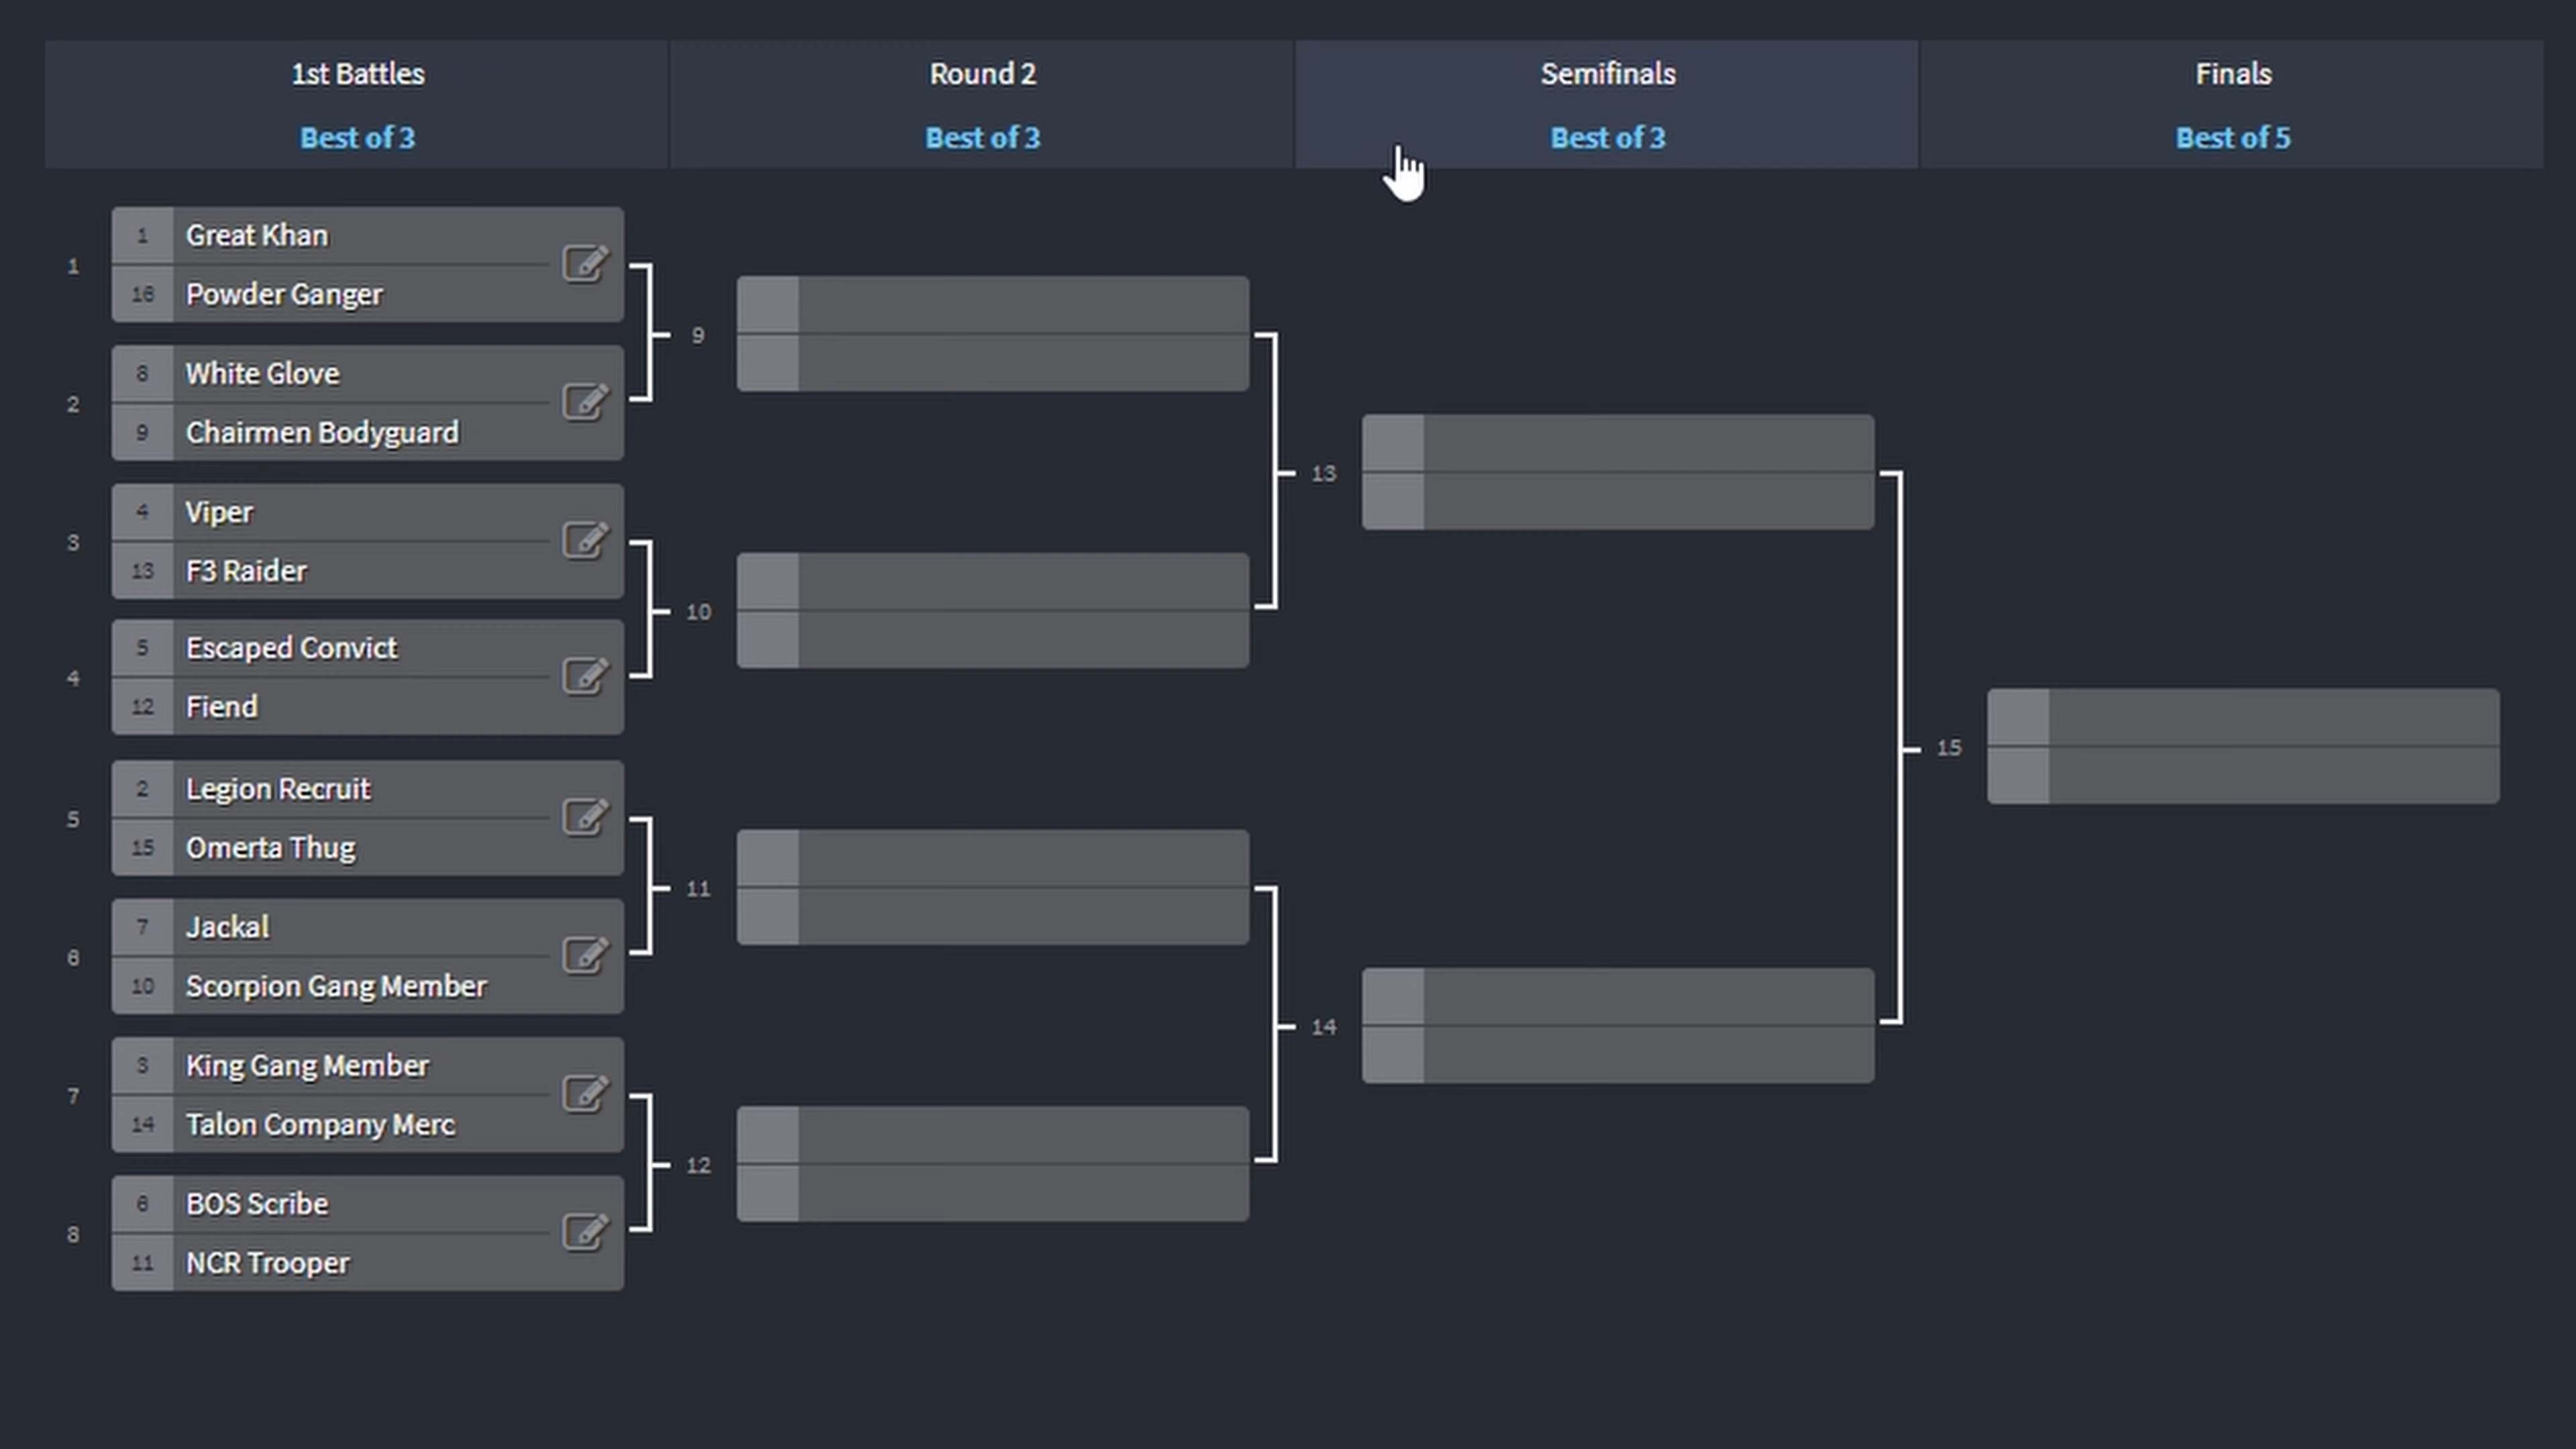 1st Battles
Best of 3
Round 2
Best of 3
Semifinals
Best of 3
Finals
Best of 5
1
1 Great Khan
16 Powder Ganger
2
8 White Glove
9 Chairmen Bodyguard
3
4 Viper
13 F3 Raider
4
5 Escaped Convict
12 Fiend
5
2 Legion Recruit
15 Omerta Thug
6
7 Jackal
10 Scorpion Gang Member
7
3 King Gang Member
14 Talon Company Merc
8
6 BOS Scribe
11 NCR Trooper
9
10
11
12
13
14
15